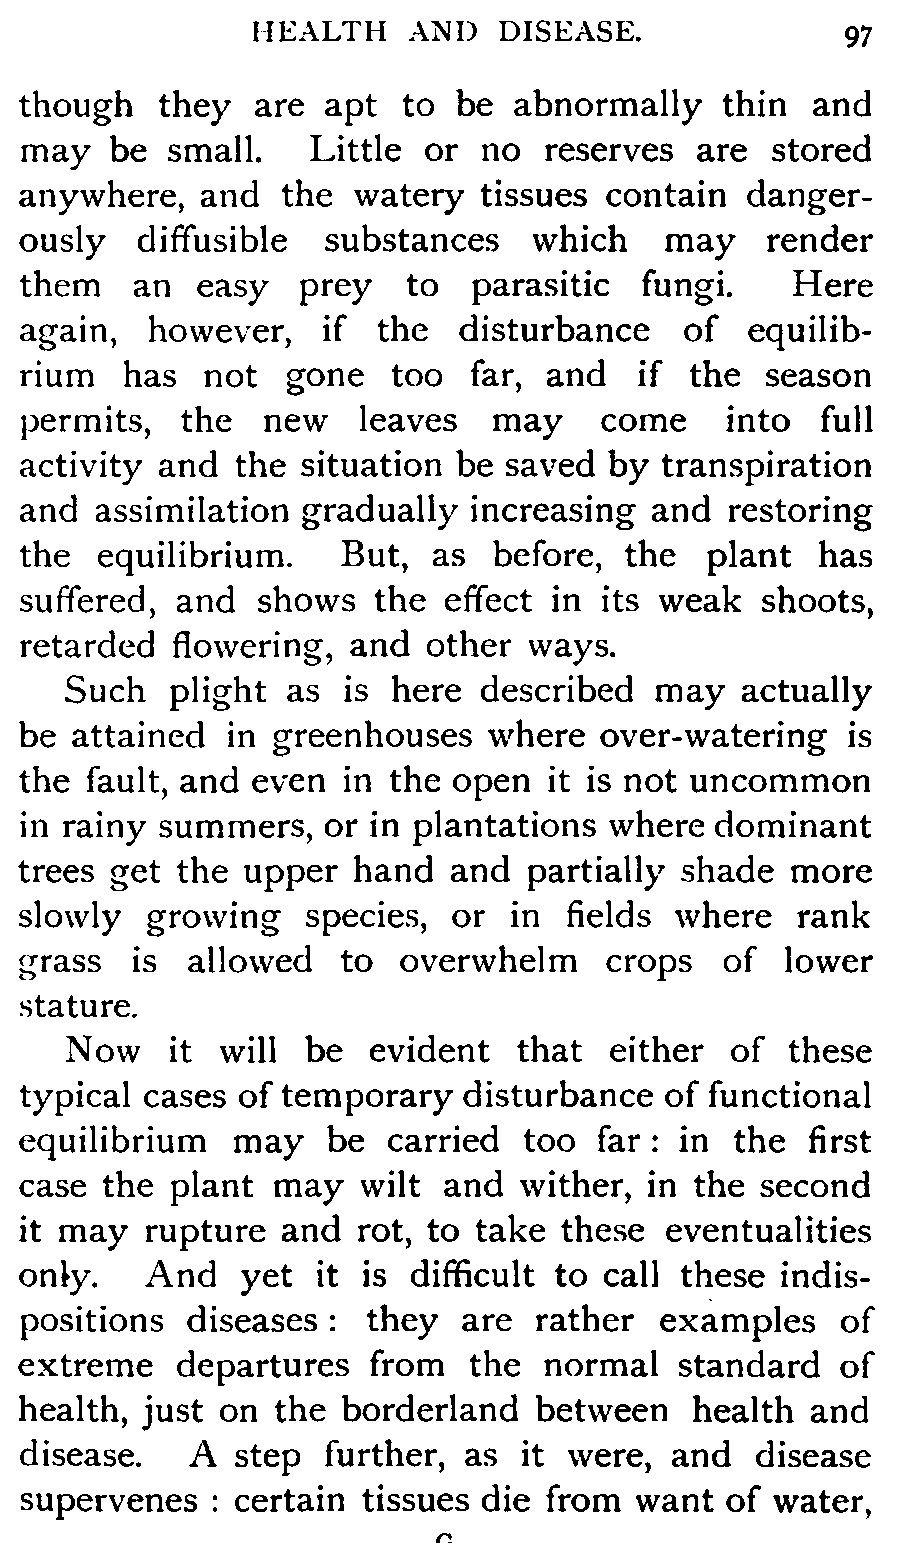 HEALTH AND DISEASE. 97
though they are apt to be abnormally thin and
may be small. Little or no reserves are stored
anywhere, and the watery tissues contain danger-
ously diffusible substances which may render
them an easy prey to parasitic fungi. Here
again, however, if the disturbance of equilib-
rium has not gone too far, and if the season
permits, the new leaves may come into full
activity and the situation be saved by transpiration
and assimilation gradually increasing and restoring
the equilibrium. But, as before, the plant has
suffered, and shows the effect in its weak shoots,
retarded flowering, and other ways.
Such plight as is here described may actually
be attained in greenhouses where over-watering is
the fault, and even in the open it is not uncommon
in rainy summers, or in plantations where dominant
trees get the upper hand and partially shade more
slowly growing species, or in fields where rank
grass is allowed to overwhelm crops of lower
stature.
Now it will be evident that either of these
typical cases of temporary disturbance of functional
equilibrium may be carried too far : in the first
case the plant may wilt and wither, in the second
it may rupture and rot, to take these eventualities
only. And yet it is difficult to call these indis-
positions diseases : they are rather examples of
extreme departures from the normal standard of
health, just on the borderland between health and
disease. A step further, as it were, and disease
supervenes : certain tissues die from want of water,